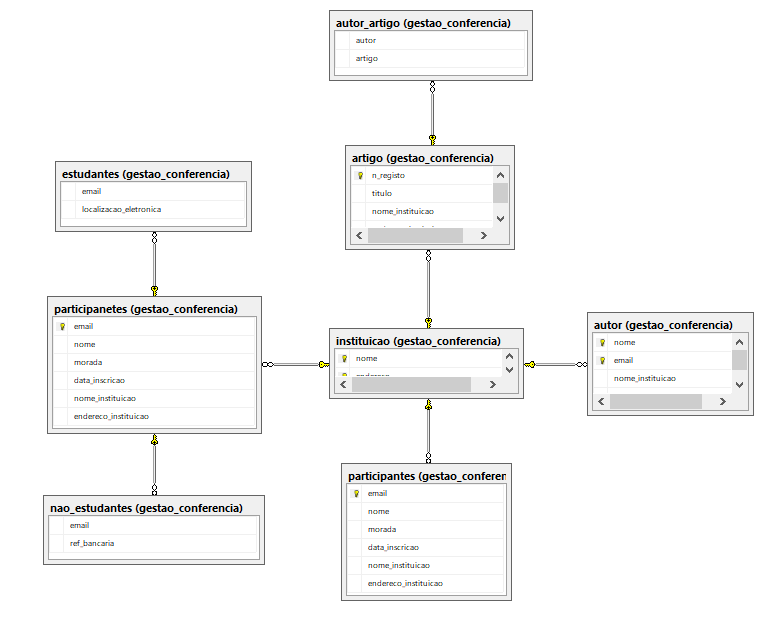 autor_artigo (gestao_conferencia)
autor
artigo
artigo (gestao_conferencia)
n_registo
titulo
nome_instituicao
estudantes (gestao_conferencia)
email
localizacao_eletronica
participanetes (gestao_conferencia)
email
nome
morada
data_inscricao
nome_instituicao
endereco_instituicao
instituicao (gestao_conferencia)
nome
endereco
autor (gestao_conferencia)
nome
email
nome_instituicao
nao_estudantes (gestao_conferencia)
email
ref_bancaria
participantes (gestao_conferen
email
nome
morada
data_inscricao
nome_instituicao
endereco_instituicao